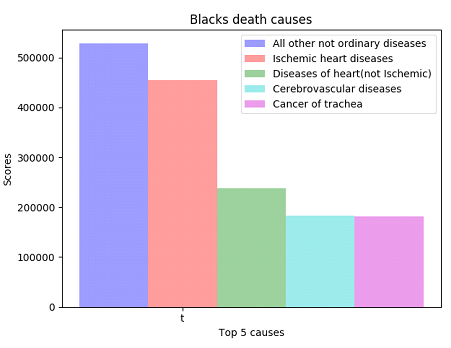 Blacks death causes
All other not ordinary diseases
Ischemic heart diseases
Diseases of heart(not Ischemic)
Cerebrovascular diseases
Cancer of trachea
500000
400000
300000
200000
100000
0
Scores
t
Top 5 causes